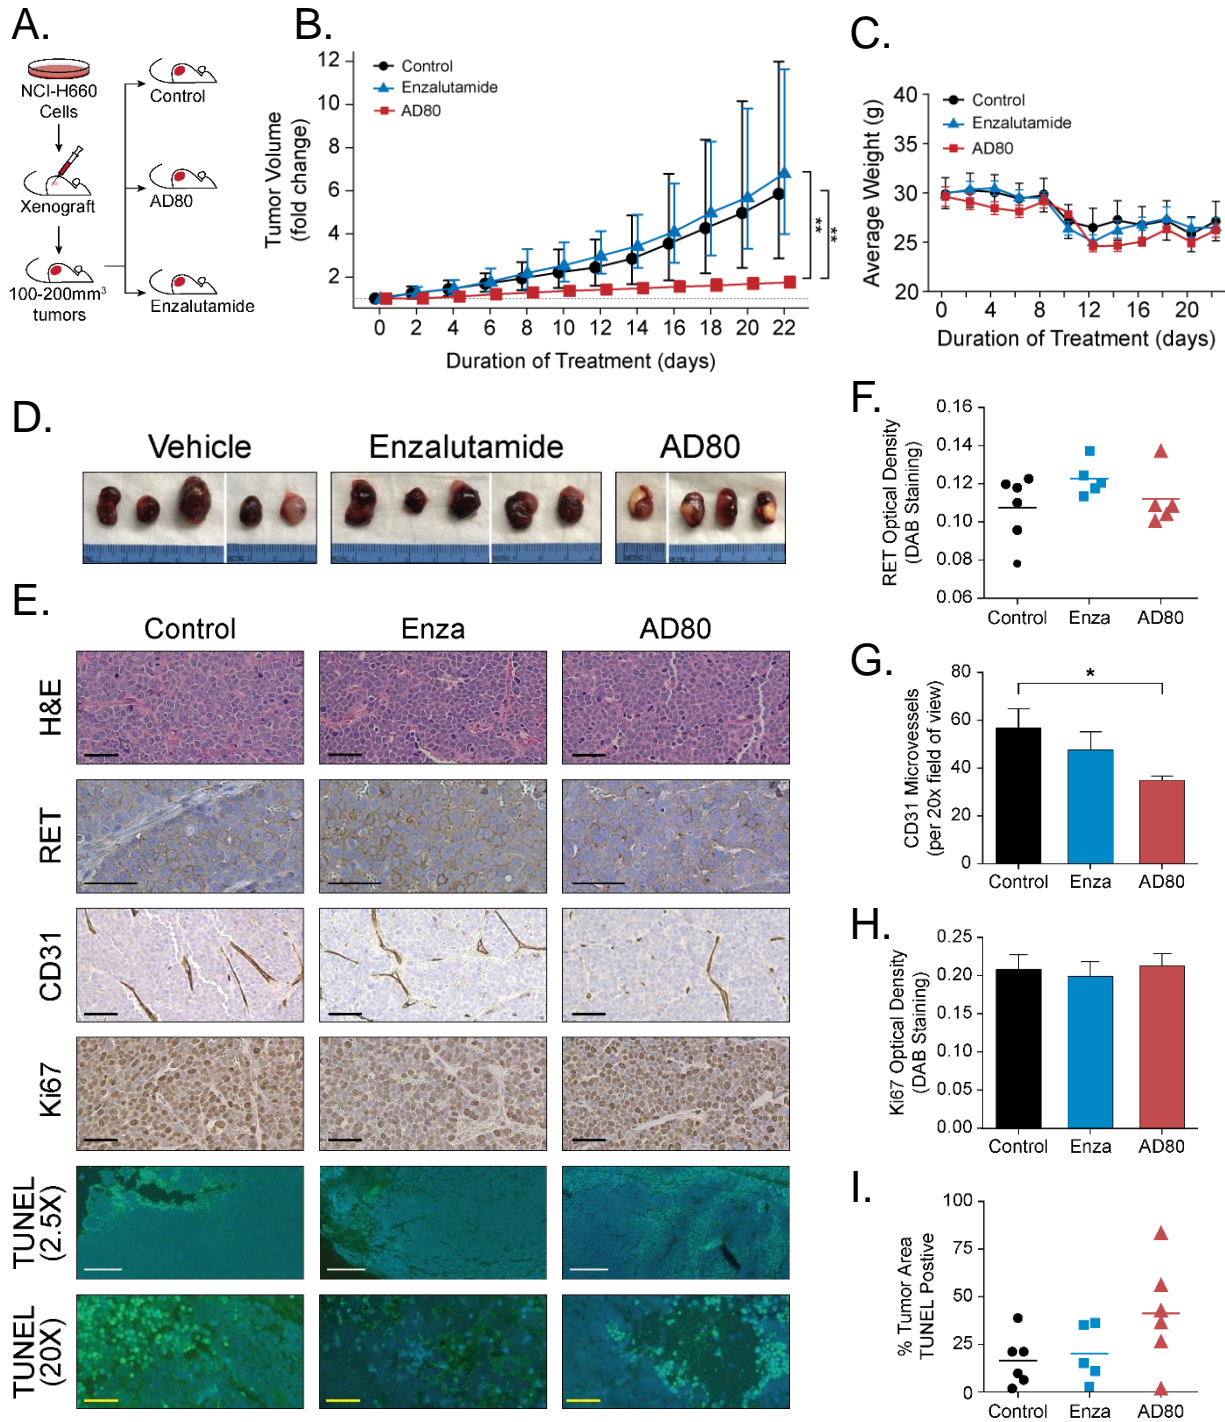 A.
NCI-H660
Cells
Xenograft
100-200mm³
tumors
Control
AD80
Enzalutamide
B.
Tumor Volume
(fold change)
12
10
8
6
4
2
Control
Enzalutamide
AD80
**
**
0 2 4 6 8 10 12 14 16 18 20 22
Duration of Treatment (days)
C.
Average Weight (g)
40
35
30
25
20
Control
Enzalutamide
AD80
0 4 8 12 16 20
Duration of Treatment (days)
D.
Vehicle Enzalutamide AD80
E.
Control Enza AD80
H&E
RET
CD31
Ki67
TUNEL
(2.5X)
TUNEL
(20X)
F.
RET Optical Density
(DAB Staining)
0.16
0.14
0.12
0.10
0.08
0.06
Control Enza AD80
G.
CD31 Microvessels
(per 20x field of view)
80
60
40
20
0
*
Control Enza AD80
H.
Ki67 Optical Density
(DAB Staining)
0.25
0.20
0.15
0.10
0.05
0.00
Control Enza AD80
I.
% Tumor Area
TUNEL Postive
100
75
50
25
0
Control Enza AD80